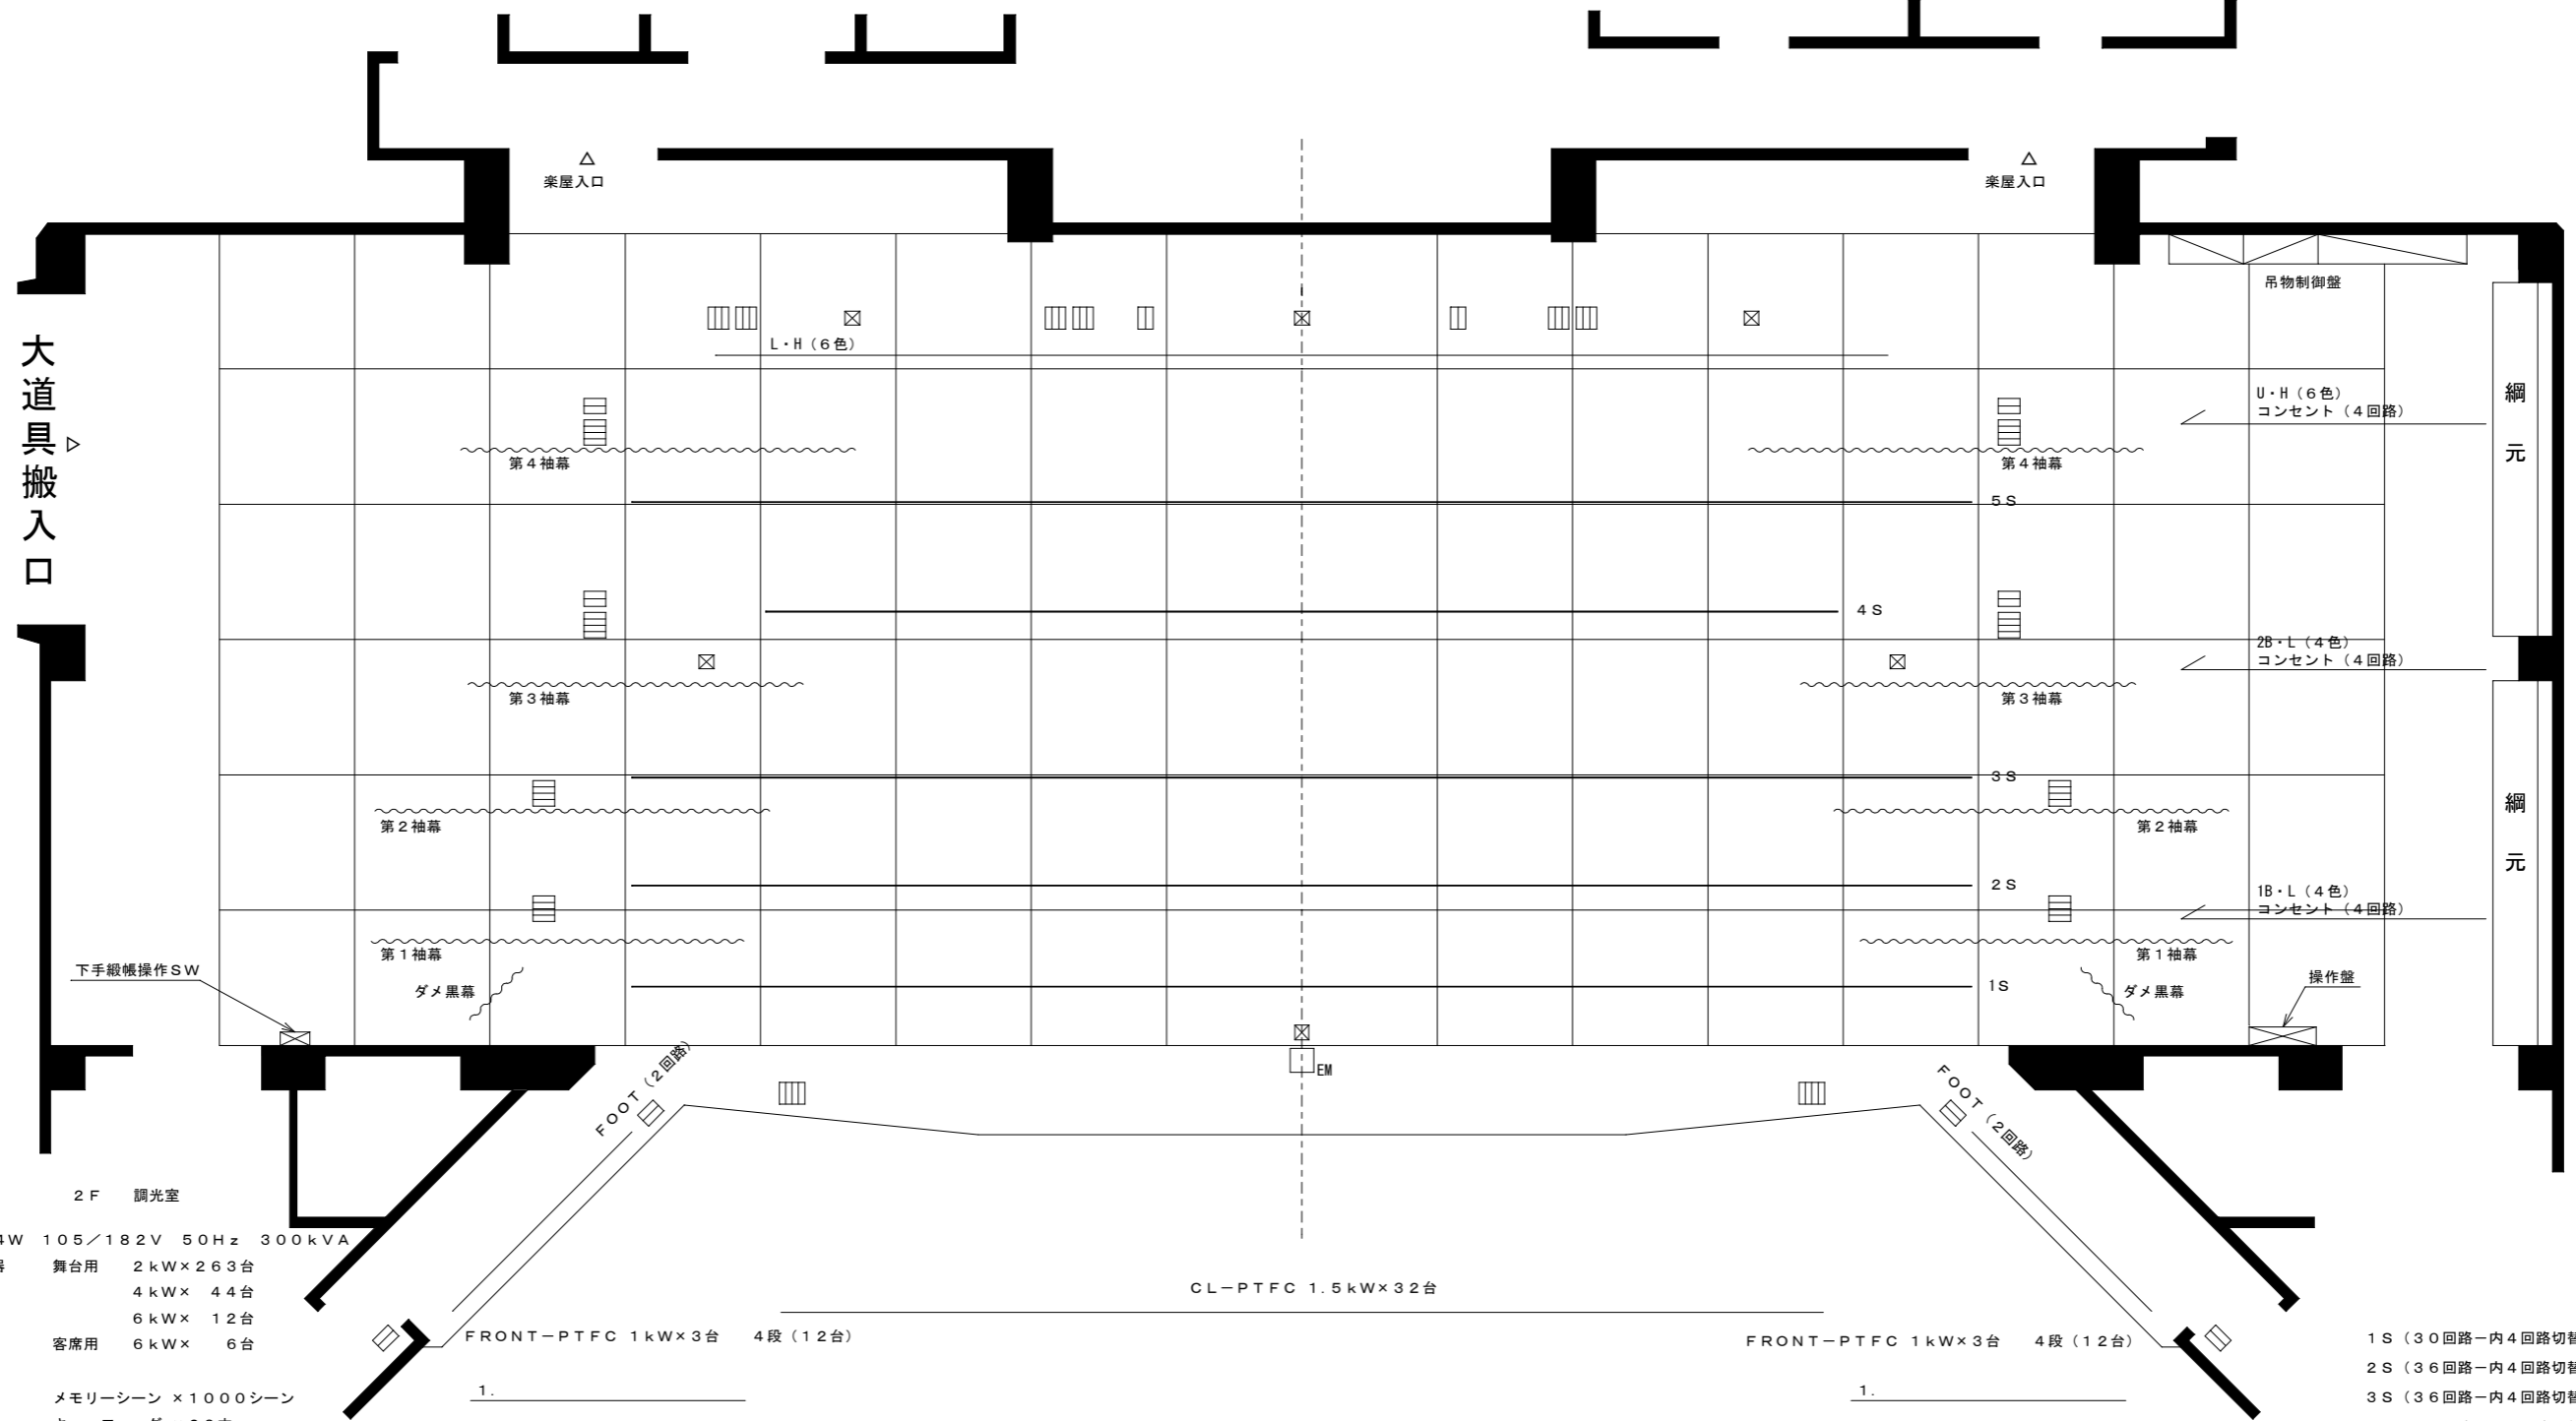 楽屋入口
楽屋入口
吊物制御盤
大道具搬入口
L・H（6色）
U・H（6色）
コンセント（4回路）
綱元
第4袖幕
第4袖幕
5S
4S
2B・L（4色）
コンセント（4回路）
第3袖幕
第3袖幕
3S
綱元
第2袖幕
第2袖幕
2S
1B・L（4色）
コンセント（4回路）
第1袖幕
第1袖幕
下手緞帳操作SW
ダメ黒幕
1S
ダメ黒幕
操作盤
EM
FOOT（2回路）
FOOT（2回路）
2F　調光室
4W　105／182V　50Hz　300kVA
器　舞台用　2kW×263台
4kW×　44台
6kW×　12台
客席用　6kW×　6台
CL－PTFC 1.5kW×32台
FRONT－PTFC 1kW×3台　4段（12台）
FRONT－PTFC 1kW×3台　4段（12台）
メモリーシーン ×1000シーン
1.
1.
1S（30回路－内4回路切替
2S（36回路－内4回路切替
3S（36回路－内4回路切替